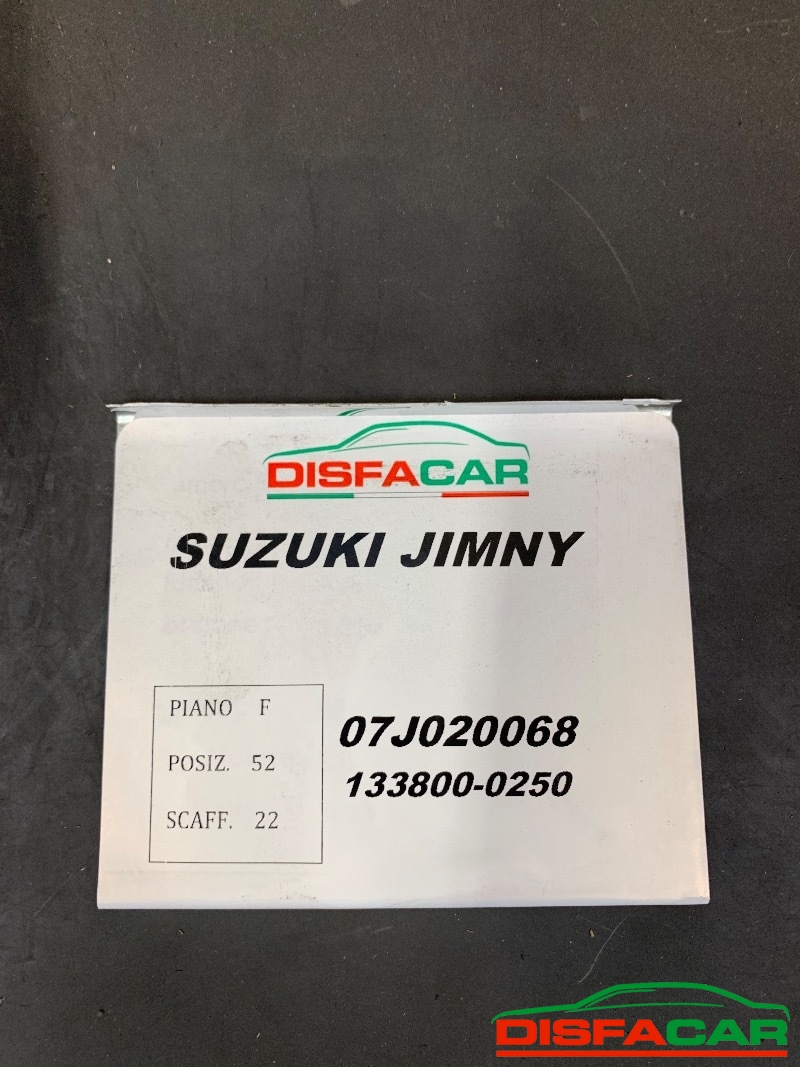 DISFACAR
SUZUKI JIMNY
PIANO F
POSIZ. 52
SCAFF. 22
07J020068
133800-0250
DISFACAR